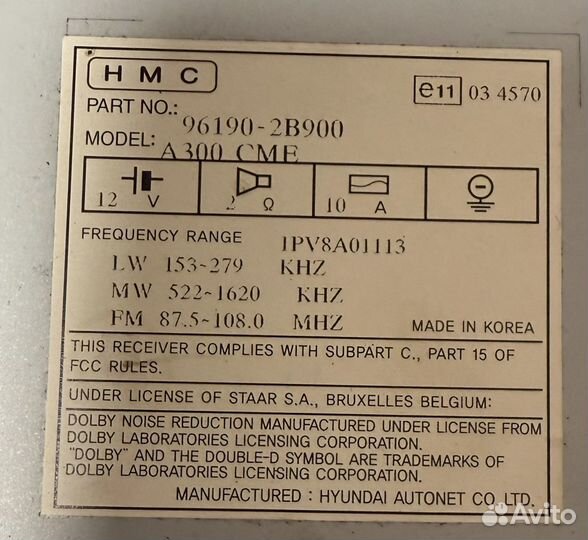 HMC
e11 03 4570
PART NO.: 96190-2B900
MODEL: A300 CME
12 V 2 Ω 10 A
FREQUENCY RANGE 1PV8A01113
LW 153~279 KHZ
MW 522~1620 KHZ
FM 87.5~108.0 MHZ MADE IN KOREA
THIS RECEIVER COMPLIES WITH SUBPART C., PART 15 OF
FCC RULES.
UNDER LICENSE OF STAAR S.A., BRUXELLES BELGIUM:
DOLBY NOISE REDUCTION MANUFACTURED UNDER LICENSE FROM
DOLBY LABORATORIES LICENSING CORPORATION.
"DOLBY" AND THE DOUBLE-D SYMBOL ARE TRADEMARKS OF
DOLBY LABORATORIES LICENSING CORPORATION.
MANUFACTURED : HYUNDAI AUTONET CO LTD.
Avito